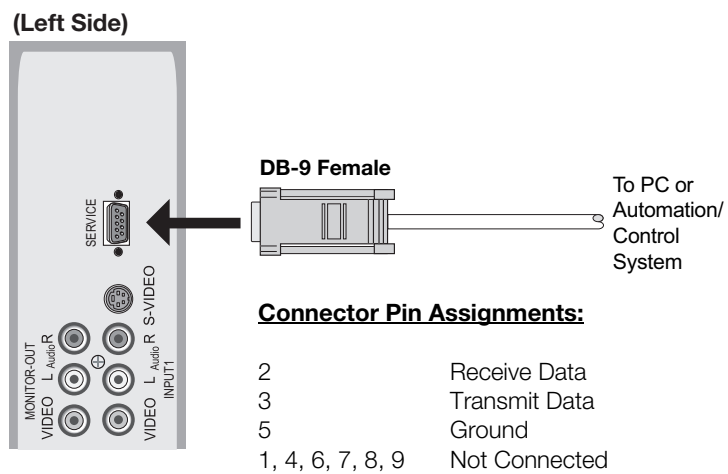 (Left Side)
SERVICE
DB-9 Female
To PC or
Automation/
Control
System
S-VIDEO
MONITOR-OUT
VIDEO L Audio R
VIDEO L Audio R
INPUT1
Connector Pin Assignments:
2 Receive Data
3 Transmit Data
5 Ground
1, 4, 6, 7, 8, 9 Not Connected